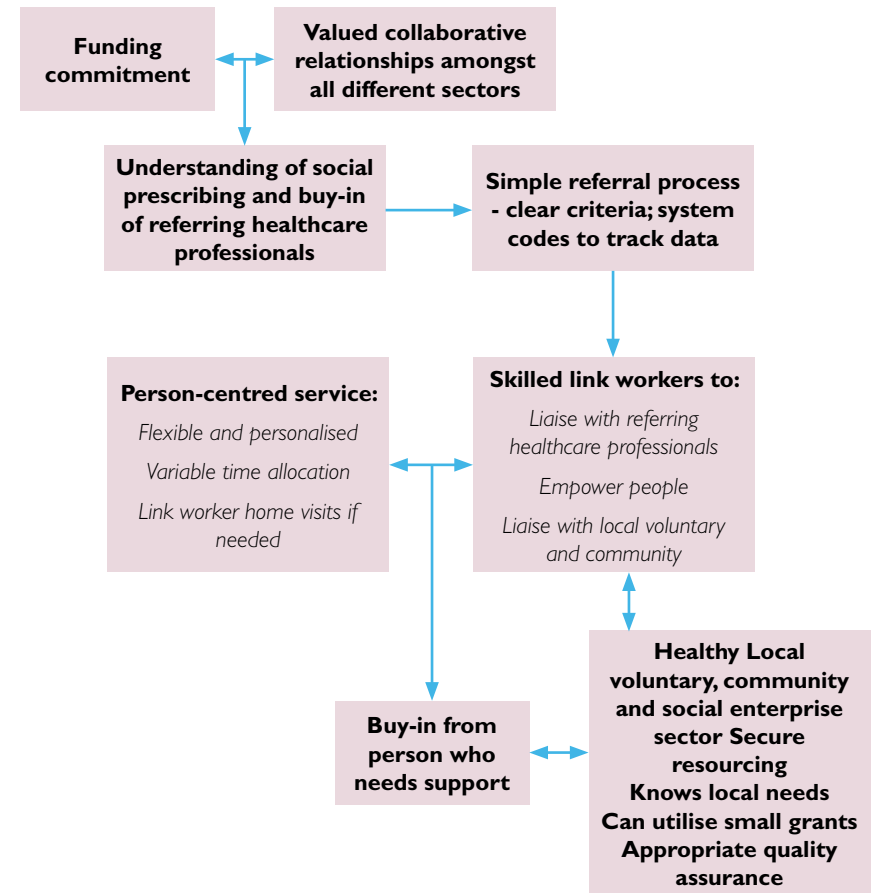 Funding
commitment
Valued collaborative
relationships amongst
all different sectors
Understanding of social
prescribing and buy-in
of referring healthcare
professionals
Simple referral process
- clear criteria; system
codes to track data
Person-centred service:
Flexible and personalised
Variable time allocation
Link worker home visits if
needed
Skilled link workers to:
Liaise with referring
healthcare professionals
Empower people
Liaise with local voluntary
and community
Buy-in from
person who
needs support
Healthy Local
voluntary, community
and social enterprise
sector Secure
resourcing
Knows local needs
Can utilise small grants
Appropriate quality
assurance